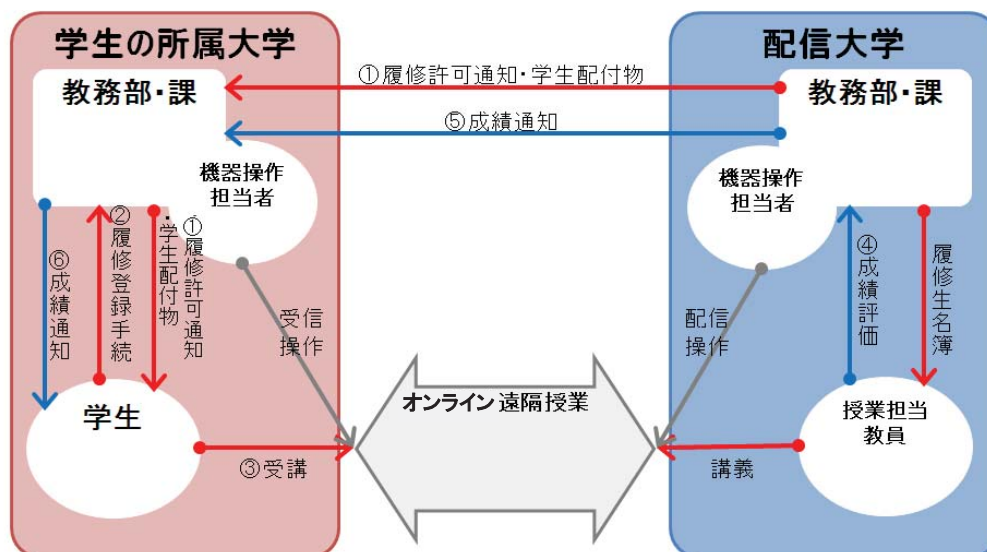 学生の所属大学
配信大学
教務部・課
①履修許可通知・学生配付物
教務部・課
⑤成績通知
機器操作
担当者
機器操作
担当者
⑥成績通知
②履修登録手続
①履修許可通知
・学生配付物
受信
操作
配信
操作
④成績評価
履修生名簿
オンライン遠隔授業
学生
授業担当
教員
③受講
講義